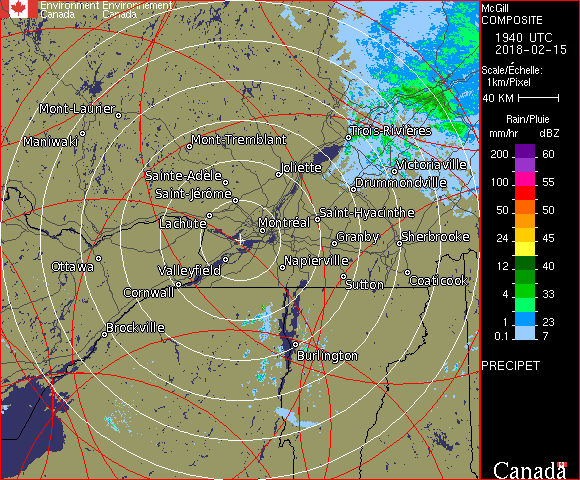 Environment Environnement
Canada Canada
McGill
COMPOSITE
1940 UTC
2018-02-15
Scale/Échelle:
1km/Pixel
40 KM
Rain/Pluie
mm/hr dBZ
200 60
150 57
100 55
50 50
24 45
12 40
4 33
1 23
0.1 7
PRECIPET
Canada
Mont-Laurier
Maniwaki
Mont-Tremblant
Trois-Rivières
Joliette
Victoriaville
Sainte-Adèle
Drummondville
Saint-Jérôme
Lachute
Saint-Hyacinthe
Montréal
Granby
Sherbrooke
Ottawa
Valleyfield
Napierville
Cornwall
Sutton
Coaticook
Brockville
Burlington